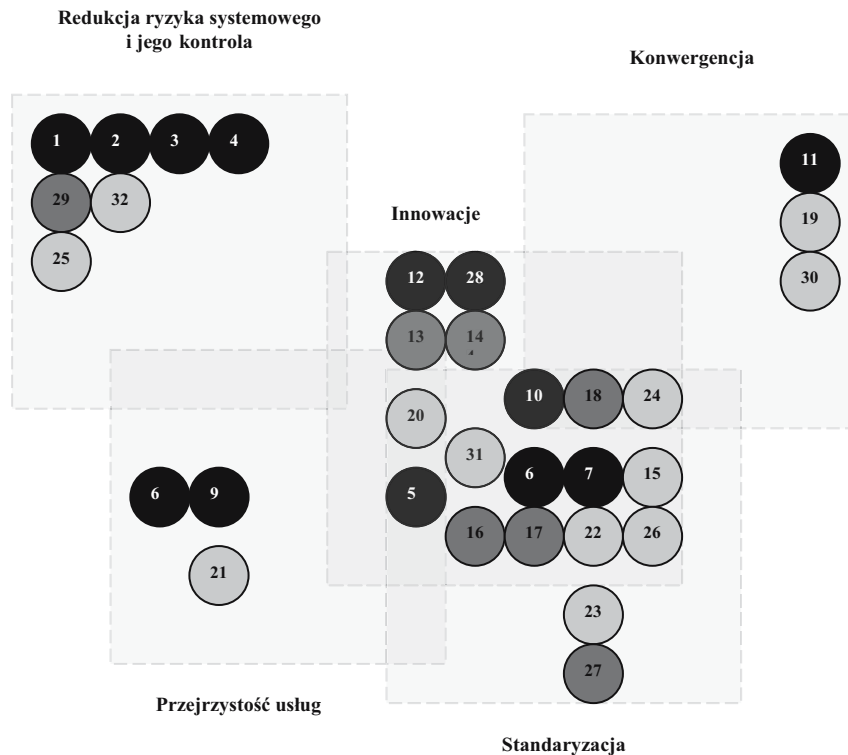 Redukcja ryzyka systemowego
i jego kontrola
Konwergencja
1 2 3 4
11
29 32
19
Innowacje
25
12 28
30
13 14
4
10 18 24
20
31
6 7 15
6 9
5
16 17 22 26
21
23
27
Przejrzystość usług
Standaryzacja